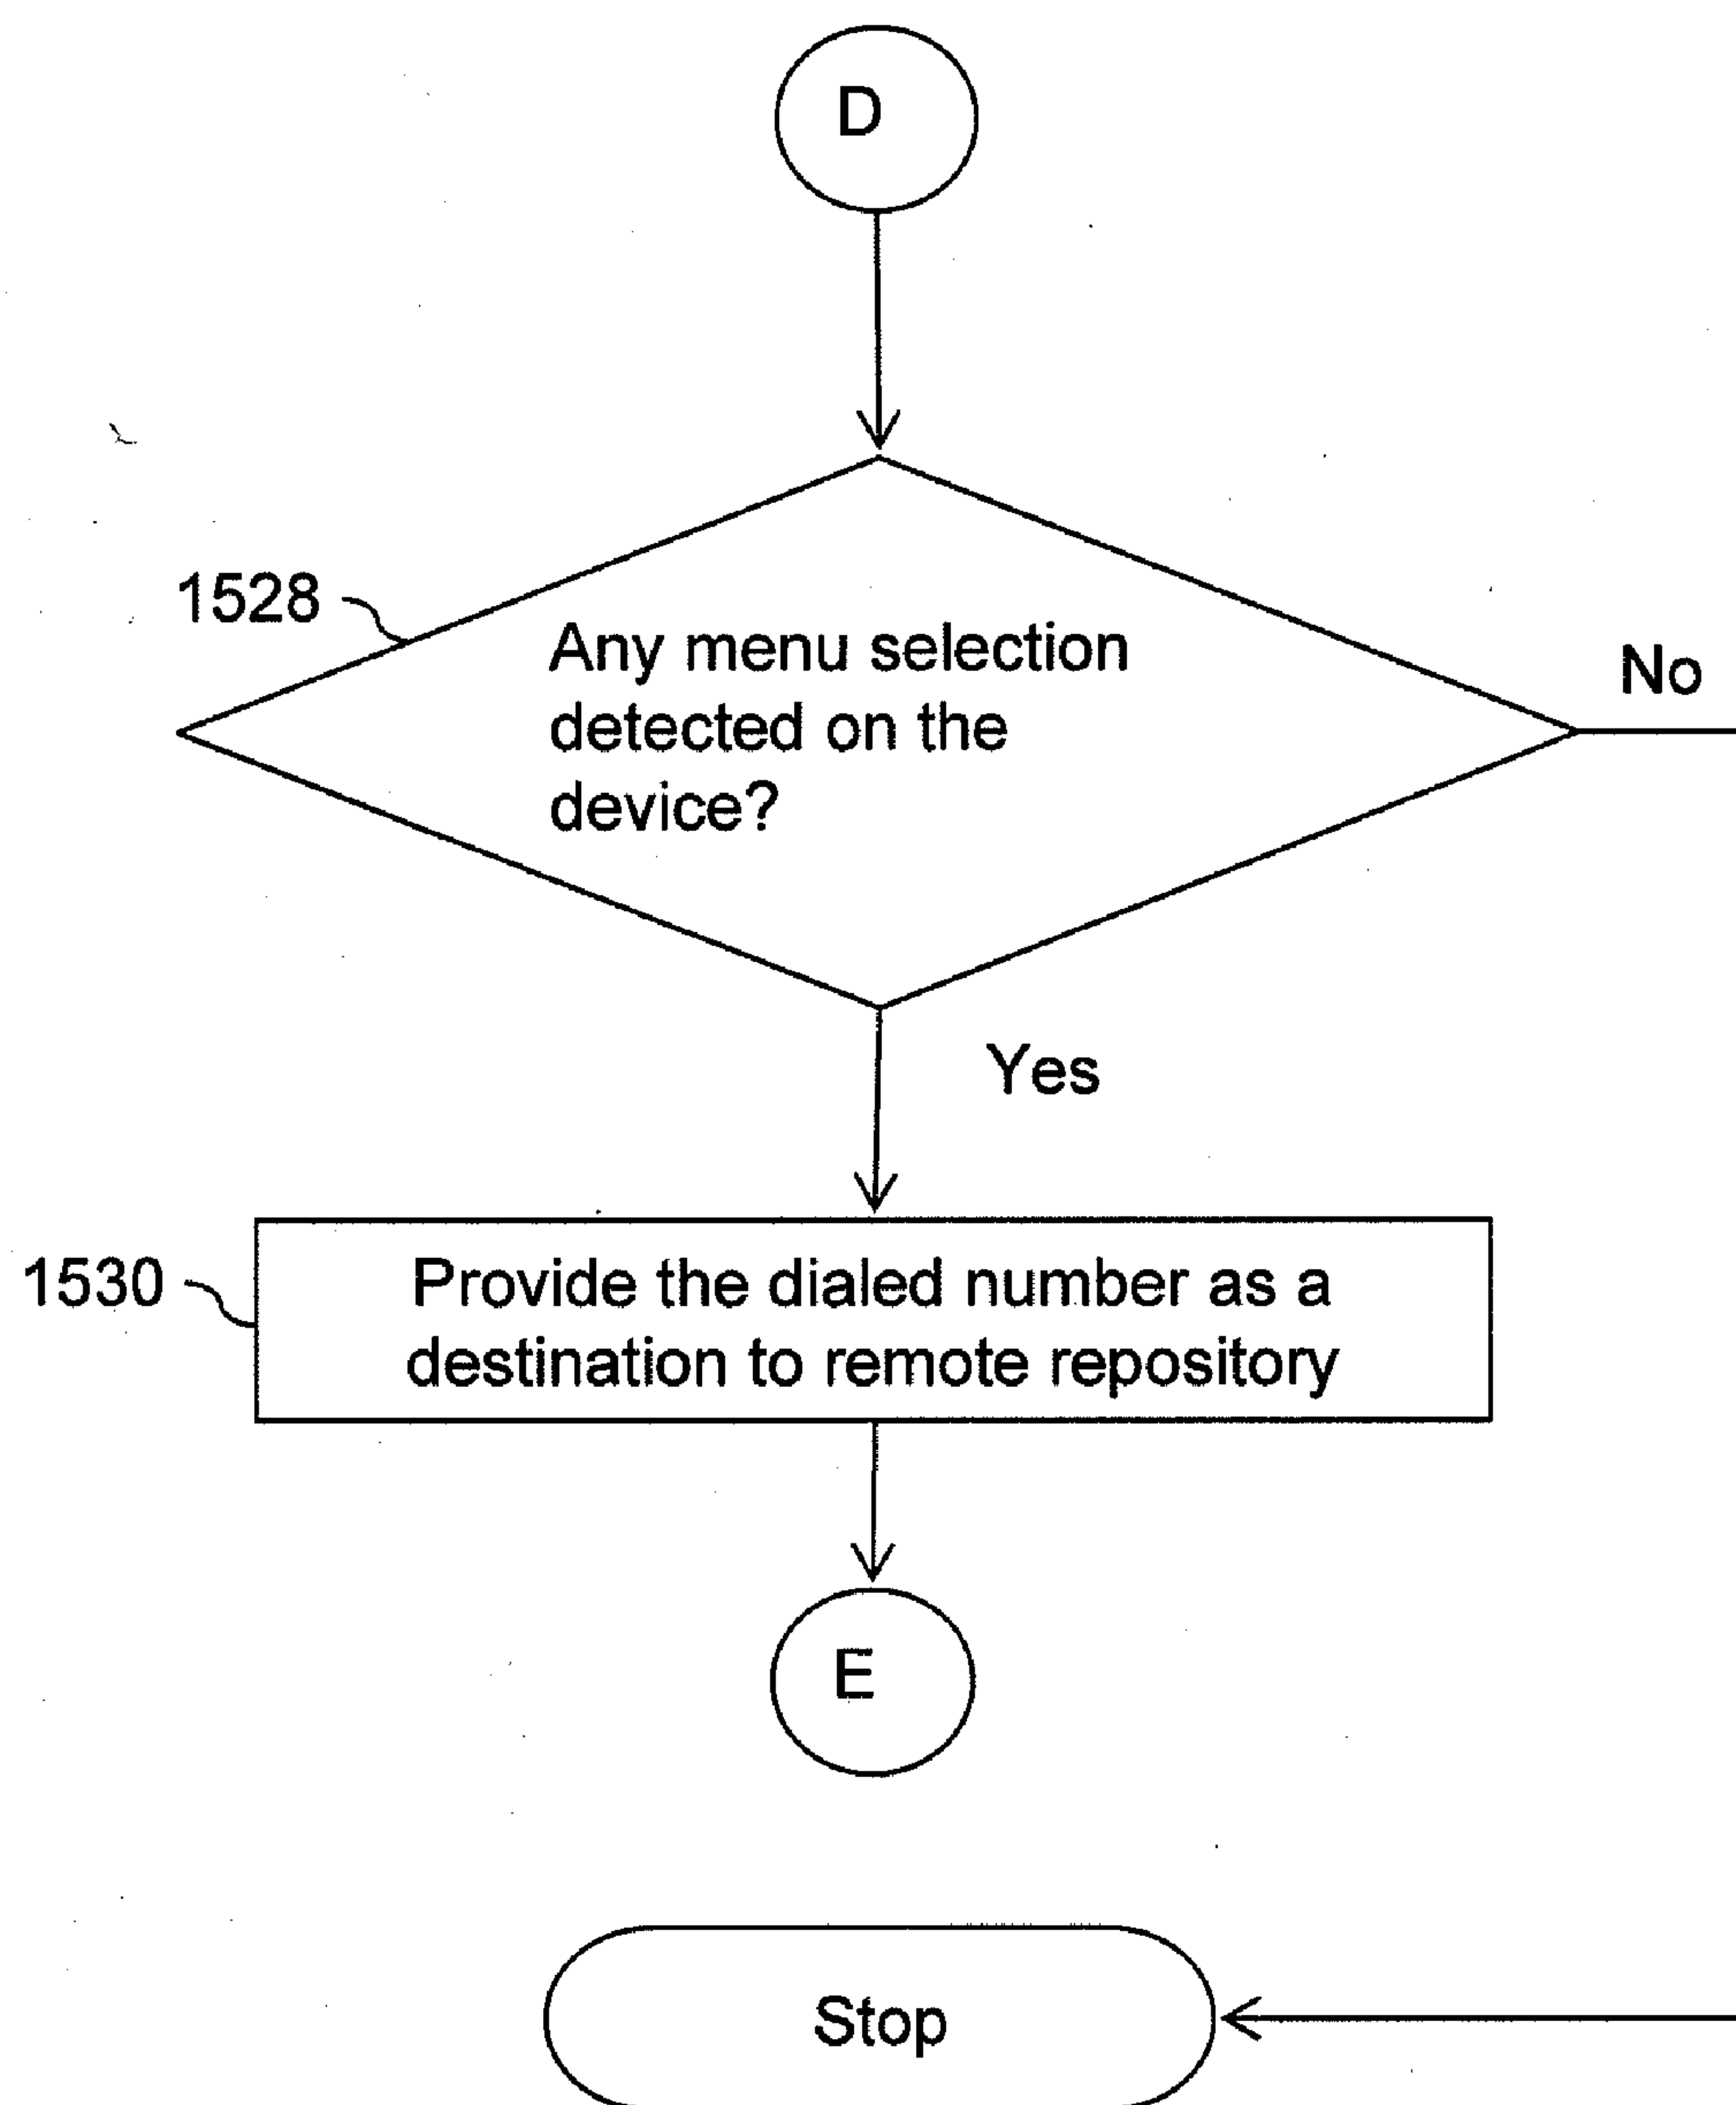 D
1528
Any menu selection
detected on the
device?
No
Yes
1530
Provide the dialed number as a
destination to remote repository
E
Stop